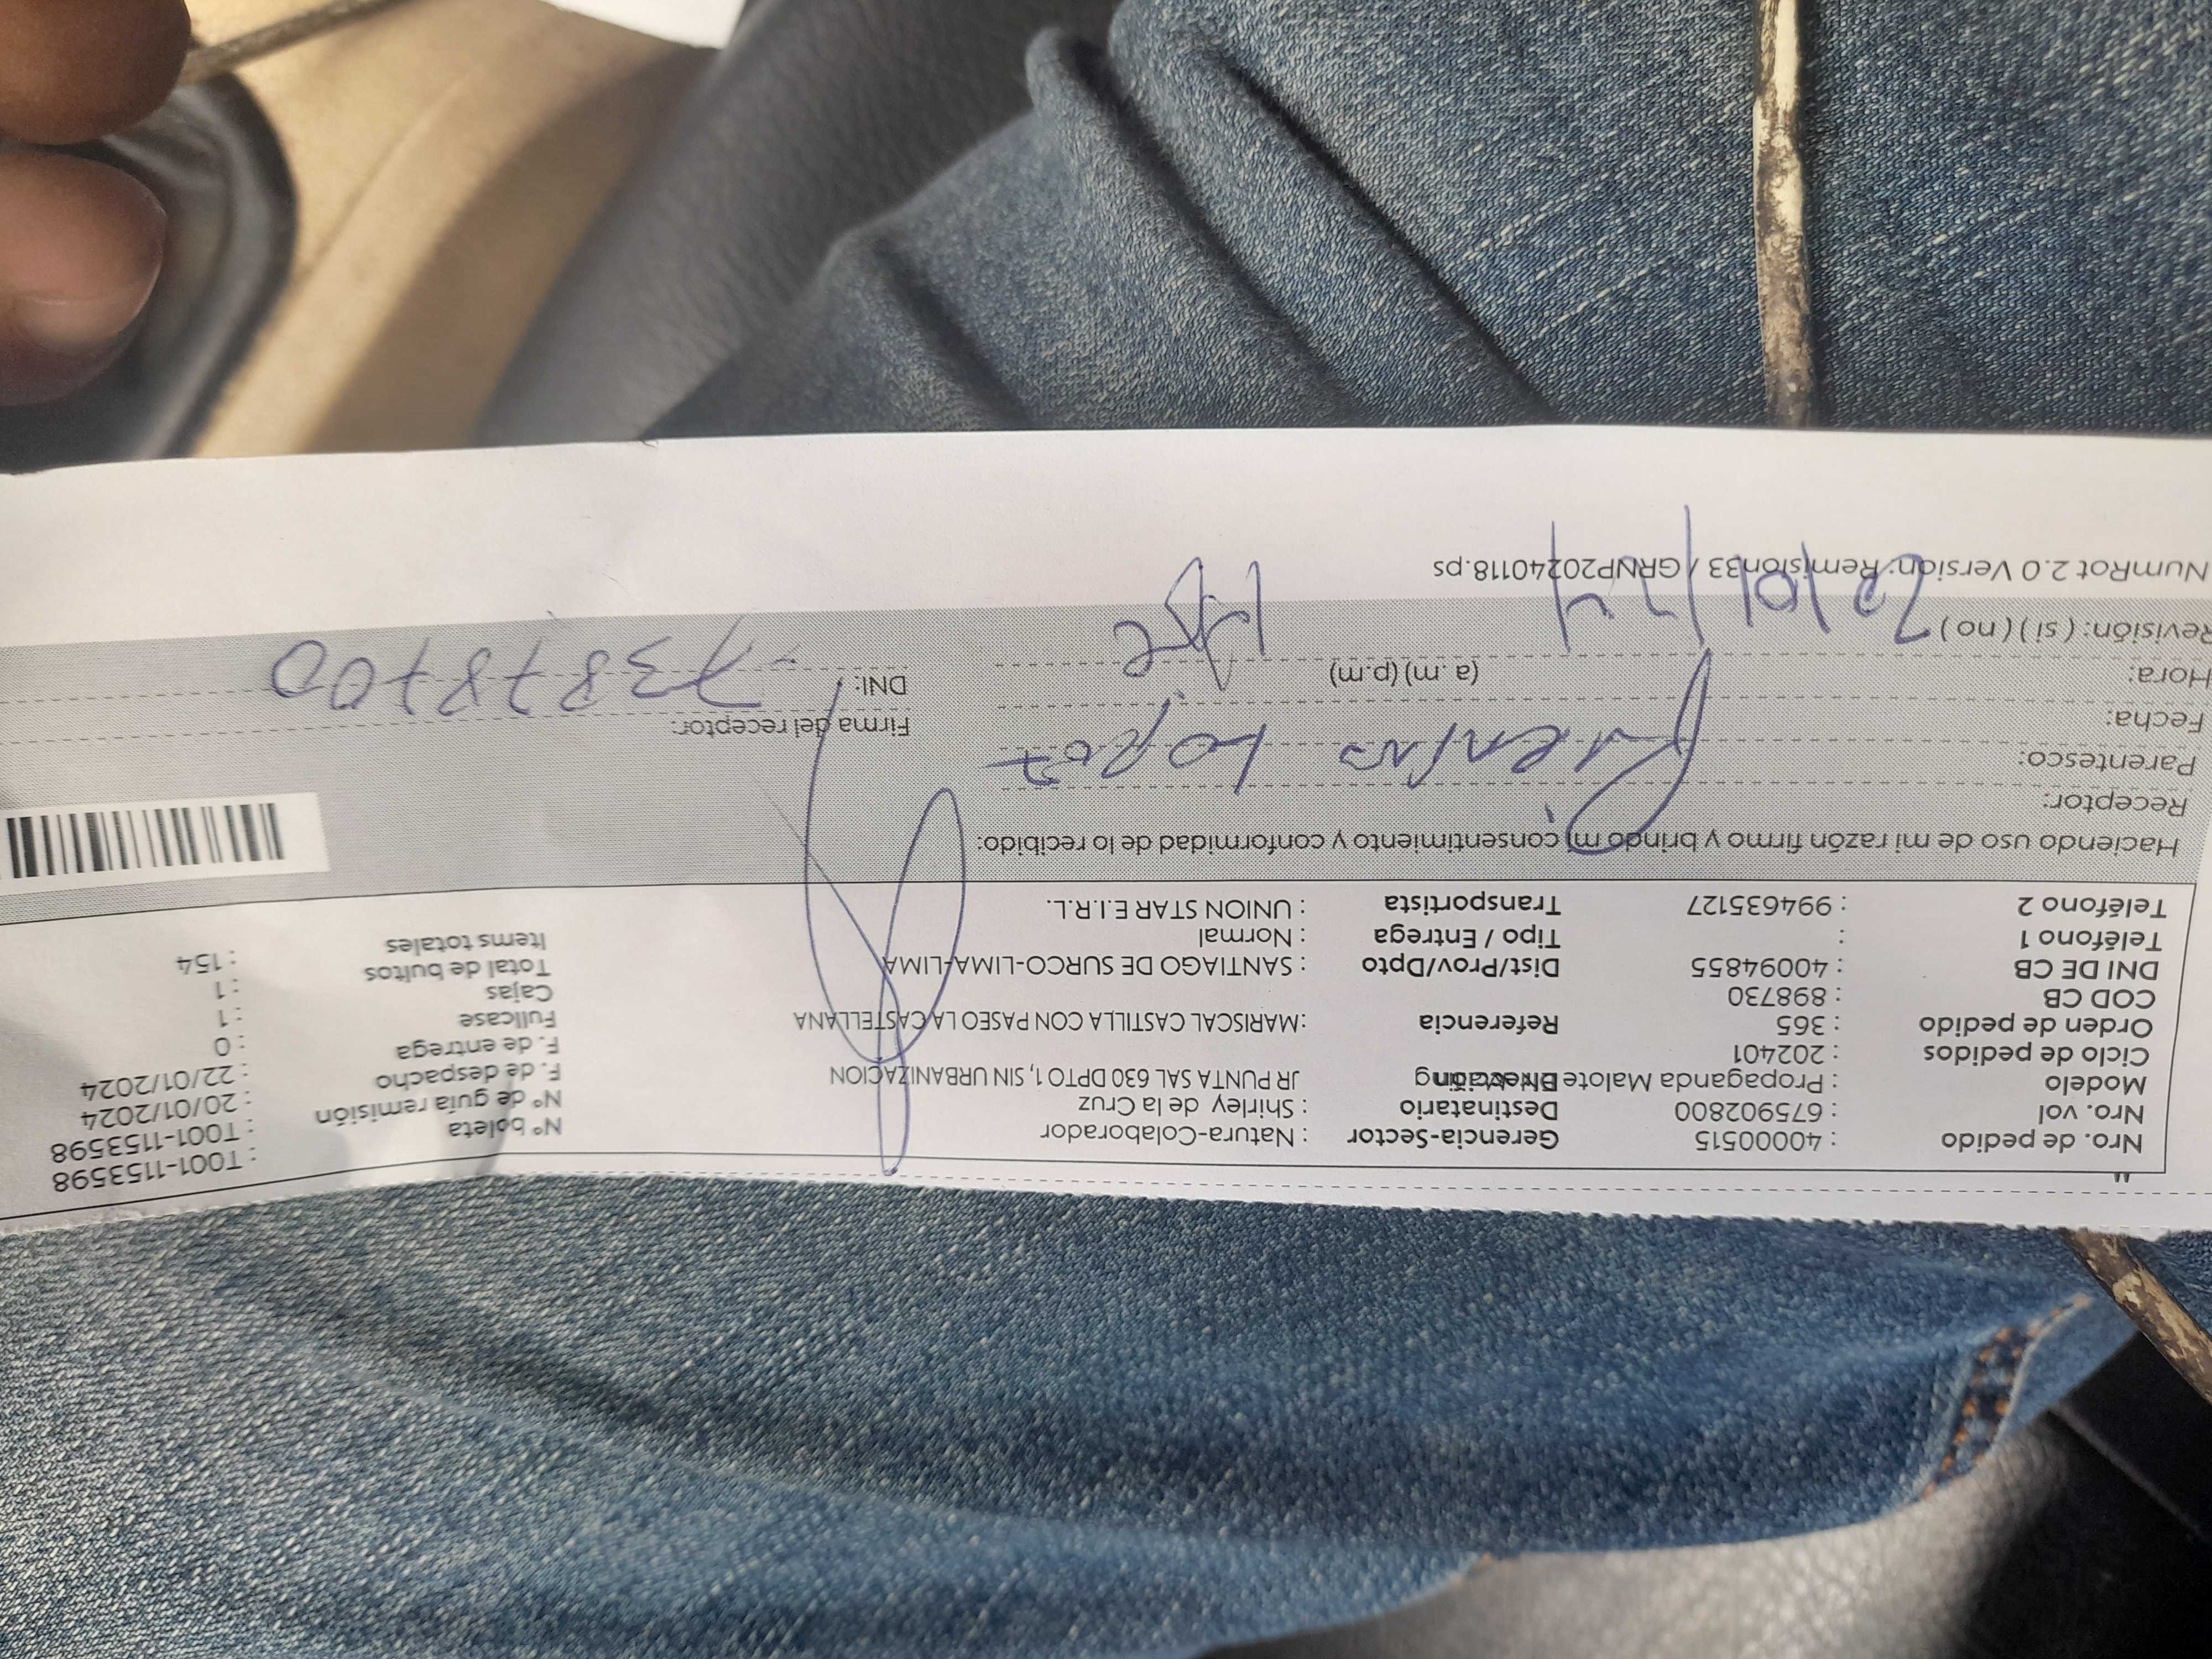 Nro. de pedido : 40000515 Gerencia-Sector : Natura-Colaborador Nº boleta : T001-1153598
Nro. vol : 675902800 Destinatario : Shirley de la Cruz Nº de guía remisión : T001-1153598
Modelo : Propaganda Malote Dirección JR PUNTA SAL 630 DPTO 1, SIN URBANIZACION F. de despacho : 20/01/2024
Ciclo de pedidos : 202401 F. de entrega : 22/01/2024
Orden de pedido : 365 Referencia :MARISCAL CASTILLA CON PASEO LA CASTELLANA Fullcase : 0
COD CB : 898730 Cajas : 1
DNI DE CB : 40094855 Dist/Prov/Dpto : SANTIAGO DE SURCO-LIMA-LIMA Total de bultos : 1
Teléfono 1 : Tipo / Entrega : Normal Items totales : 154
Teléfono 2 : 994635127 Transportista : UNION STAR E.I.R.L.
Haciendo uso de mi razón firmo y brindo mi consentimiento y conformidad de lo recibido:
Receptor:
Parentesco:
Fecha: Firma del receptor:
Hora: (a. m) (p.m) DNI: 73878700
Revisión: ( si ) ( no )
NumRot 2.0 Versión: Remision33 / GRNP20240118.ps